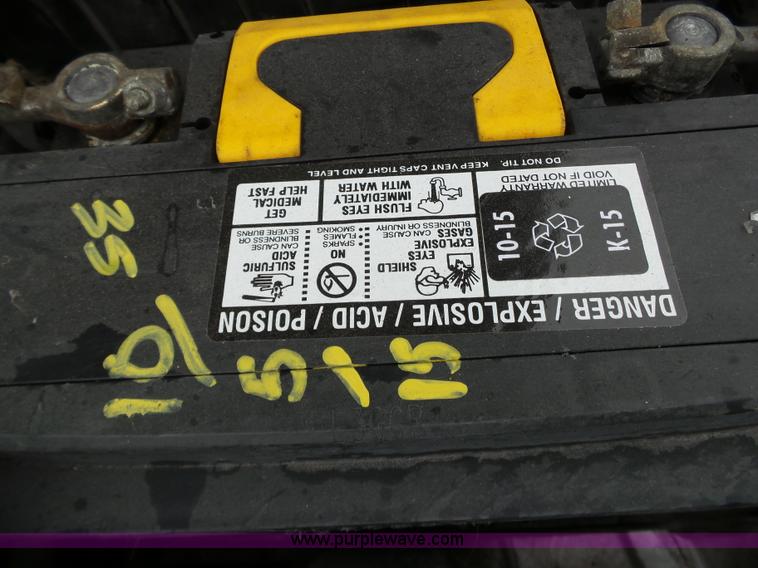 DANGER / EXPLOSIVE / ACID / POISON
SHIELD
EYES
EXPLOSIVE
GASES
CAN CAUSE
BLINDNESS OR INJURY
NO
• SPARKS
• FLAMES
• SMOKING
SULFURIC
ACID
CAN CAUSE
BLINDNESS OR
SEVERE BURNS
FLUSH EYES
IMMEDIATELY
WITH WATER
GET
MEDICAL
HELP FAST
K-15
10-15
LIMITED WARRANTY
VOID IF NOT DATED
DO NOT TIP. KEEP VENT CAPS TIGHT AND LEVEL
35
10/5/15
www.purplewave.com